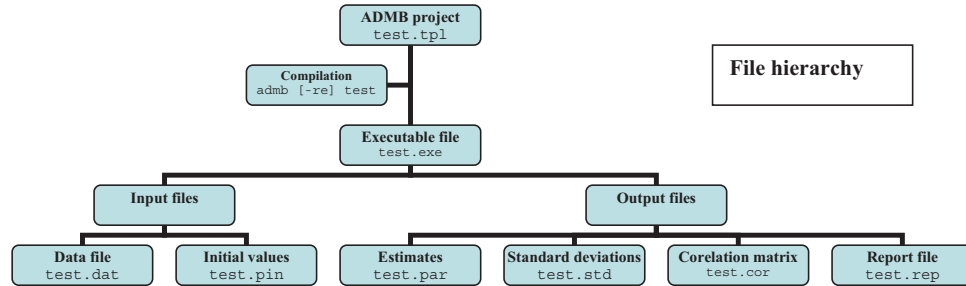 ADMB project
test.tpl
File hierarchy
Compilation
admb [-re] test
Executable file
test.exe
Input files
Output files
Data file
test.dat
Initial values
test.pin
Estimates
test.par
Standard deviations
test.std
Corelation matrix
test.cor
Report file
test.rep